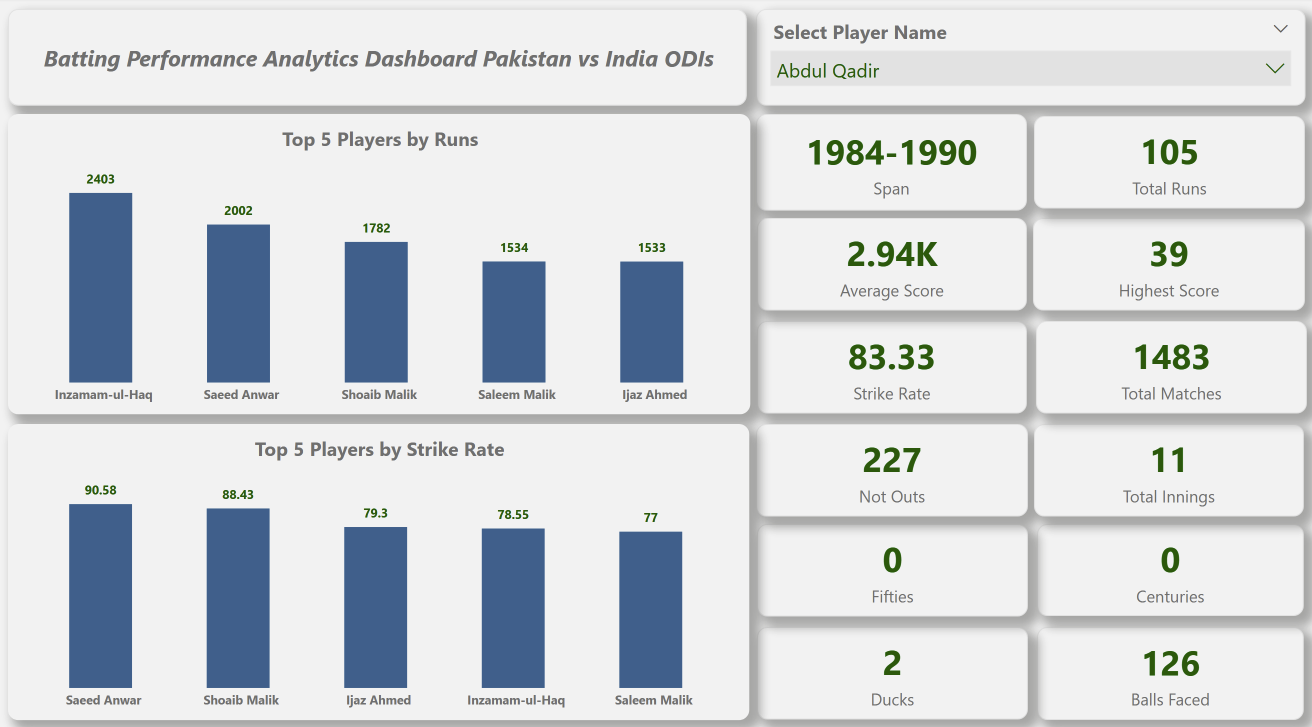 Batting Performance Analytics Dashboard Pakistan vs India ODIs
Select Player Name
Abdul Qadir
Top 5 Players by Runs
2403
2002
1782
1534
1533
Inzamam-ul-Haq
Saeed Anwar
Shoaib Malik
Saleem Malik
Ijaz Ahmed
Top 5 Players by Strike Rate
90.58
88.43
79.3
78.55
77
Saeed Anwar
Shoaib Malik
Ijaz Ahmed
Inzamam-ul-Haq
Saleem Malik
1984-1990
Span
105
Total Runs
2.94K
Average Score
39
Highest Score
83.33
Strike Rate
1483
Total Matches
227
Not Outs
11
Total Innings
0
Fifties
0
Centuries
2
Ducks
126
Balls Faced